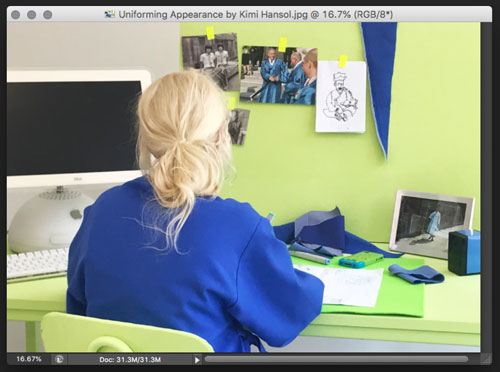 Uniforming Appearance by Kimi Hansol.jpg @ 16.7% (RGB/8*)
16.67%
Doc: 31.3M/31.3M